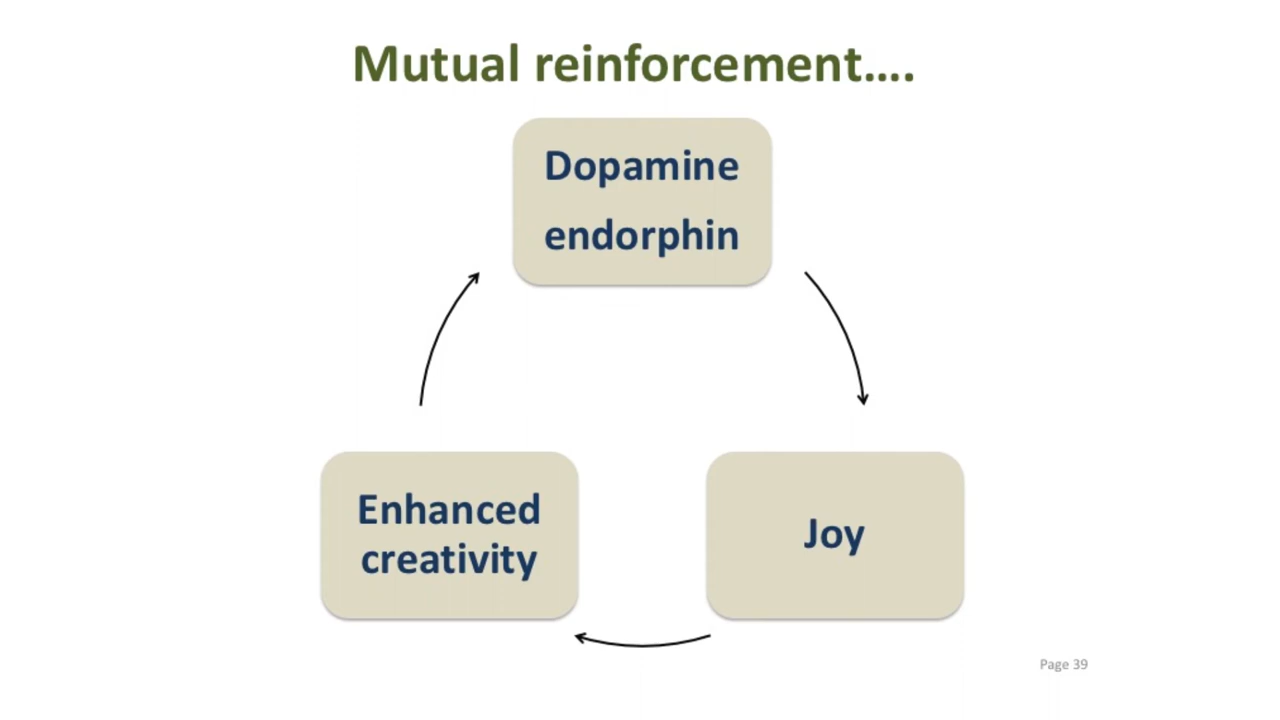 Mutual reinforcement....
Dopamine
endorphin
Enhanced
creativity
Joy
Page 39